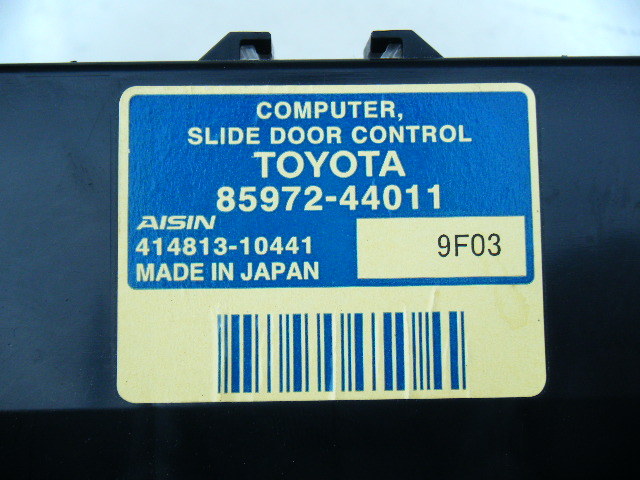 COMPUTER,
SLIDE DOOR CONTROL
TOYOTA
85972-44011
AISIN
414813-10441
9F03
MADE IN JAPAN